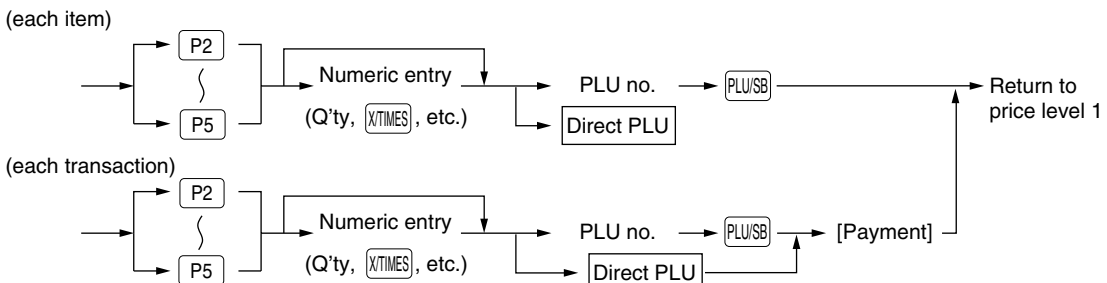 (each item)
P2
P5
Numeric entry
(Q'ty, X/TIMES, etc.)
PLU no.
PLU/SB
Direct PLU
Return to
price level 1
(each transaction)
P2
P5
Numeric entry
(Q'ty, X/TIMES, etc.)
PLU no.
PLU/SB
Direct PLU
[Payment]